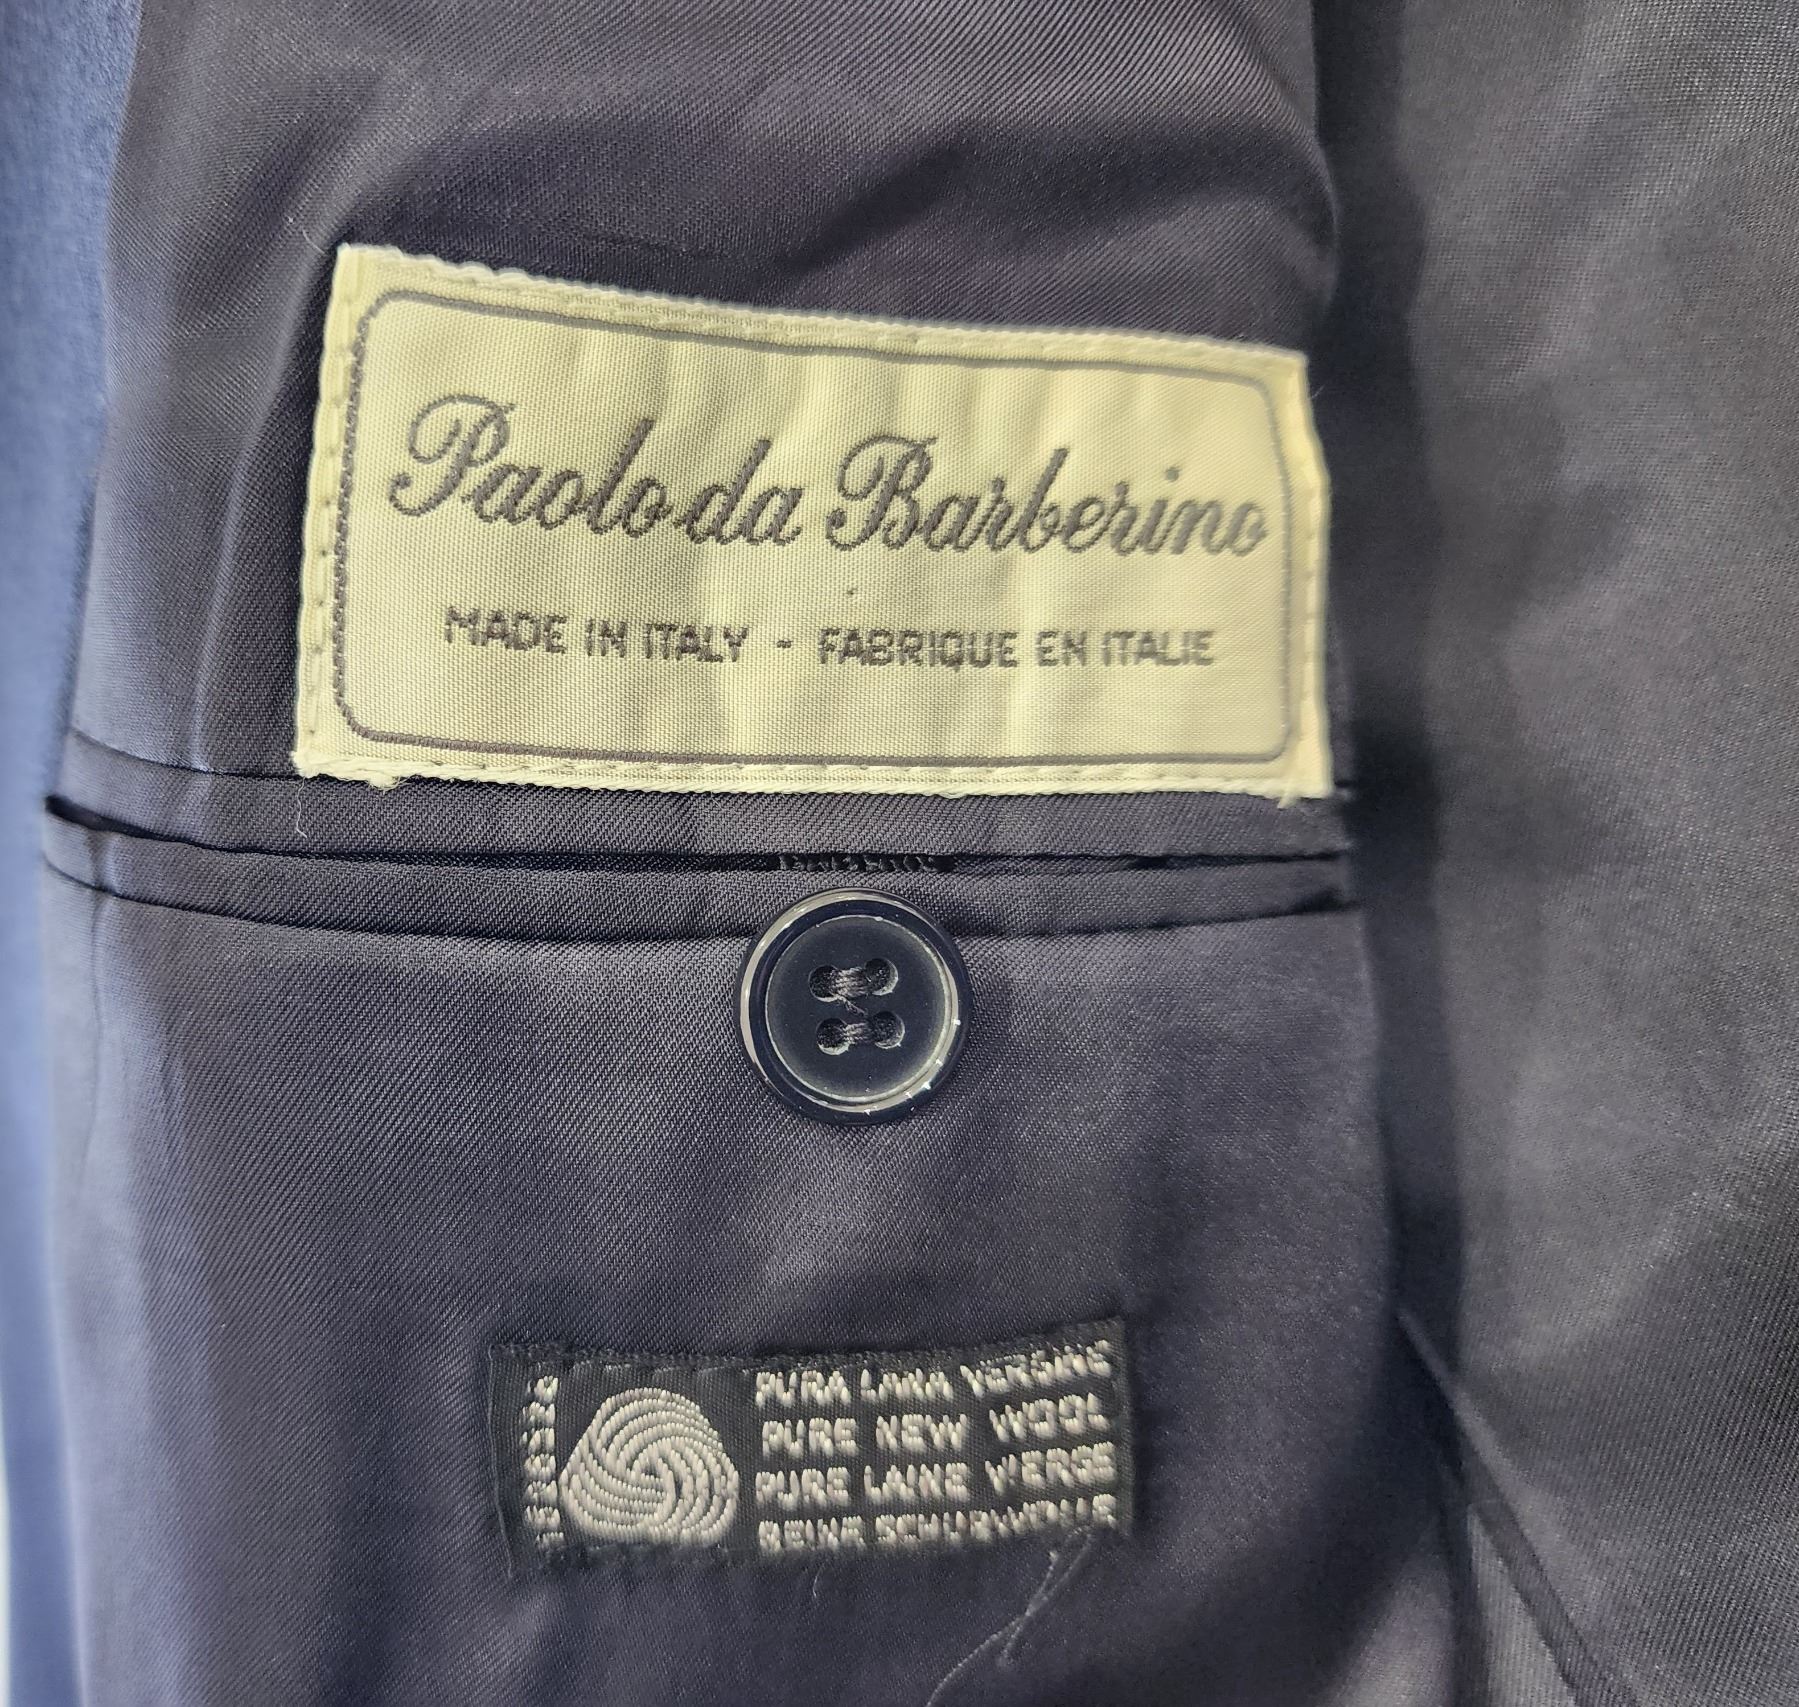 Paolo da Barberino
MADE IN ITALY - FABRIQUE EN ITALIE
PURA LANA VERGINE
PURE NEW WOOL
PURE LAINE VIERGE
REINE SCHURWOLLE